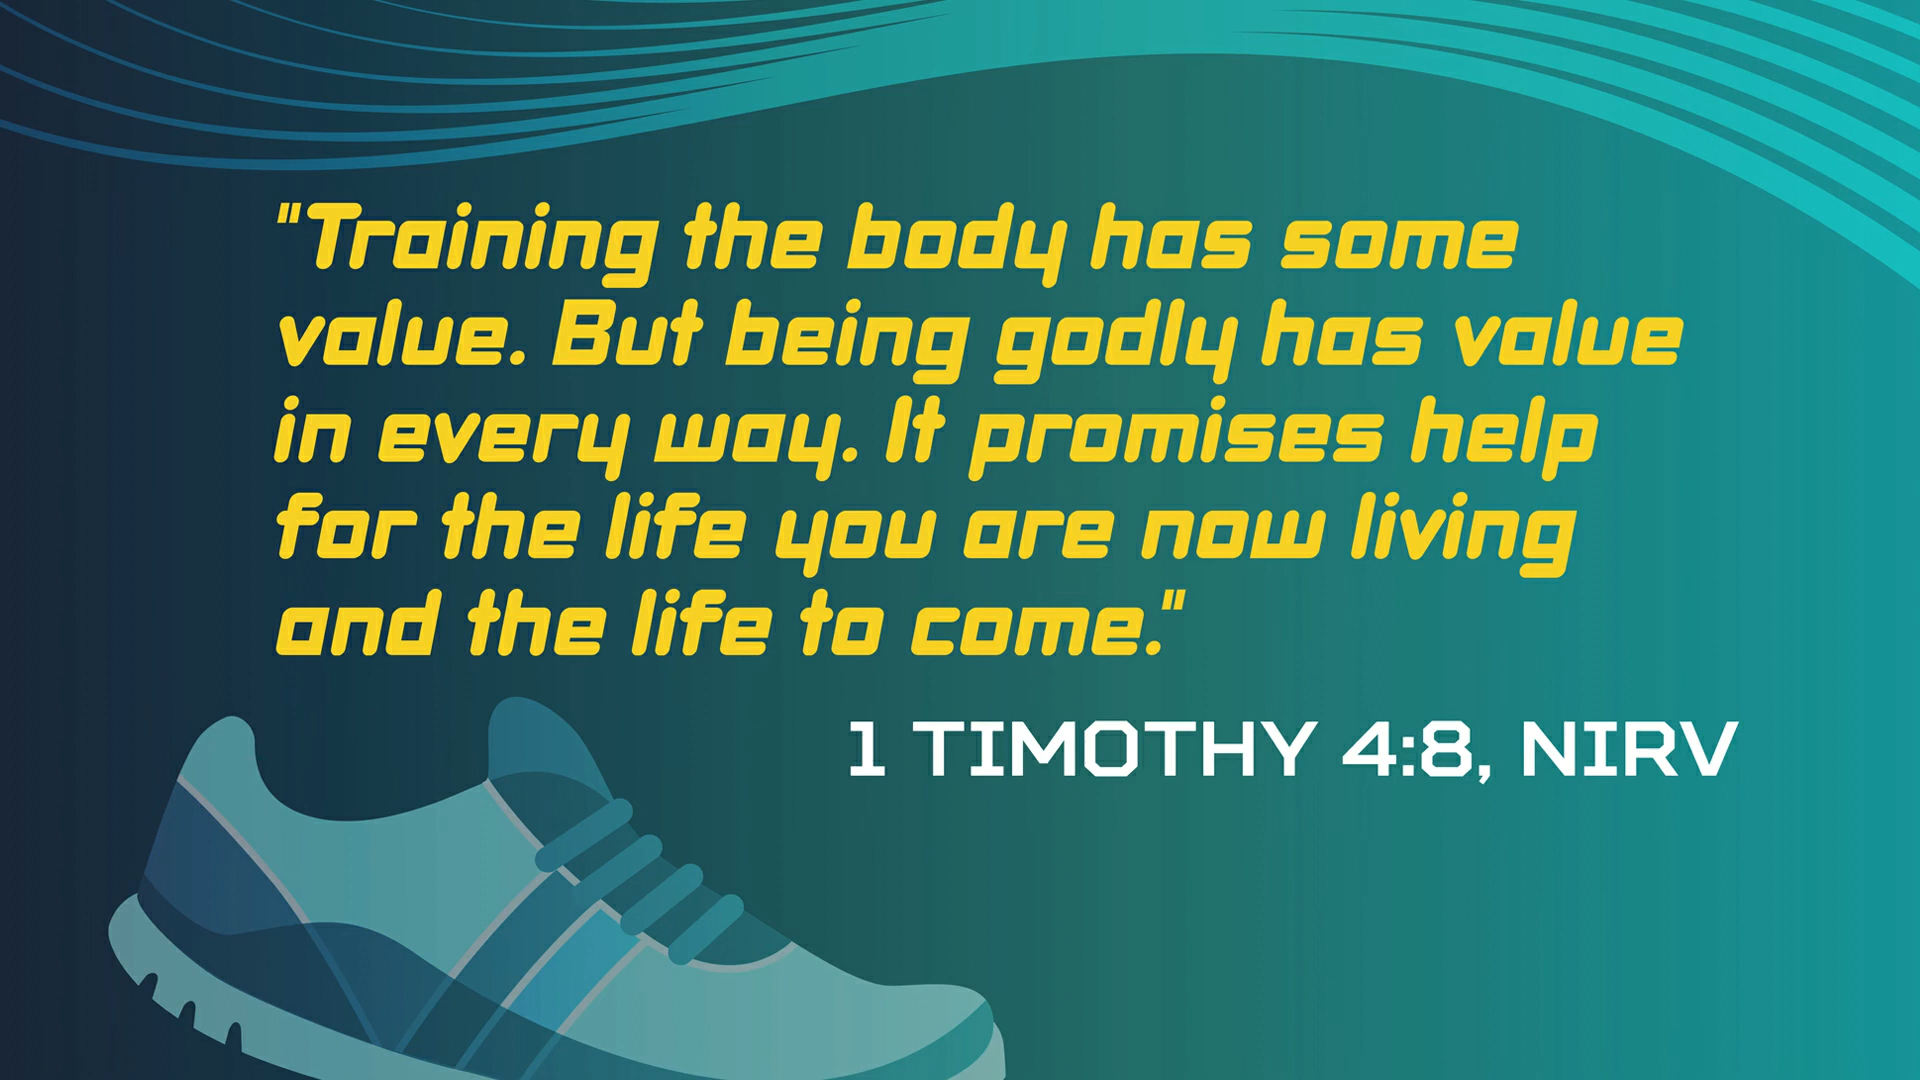 "Training the body has some
value. But being godly has value
in every way. It promises help
for the life you are now living
and the life to come."
1 TIMOTHY 4:8, NIRV